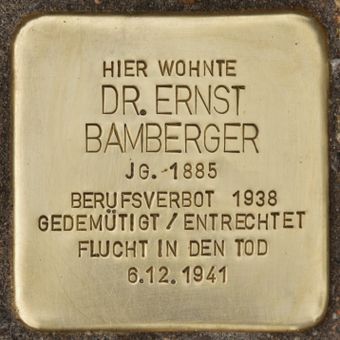 HIER WOHNTE
DR. ERNST
BAMBERGER
JG. 1885
BERUFSVERBOT 1938
GEDEMÜTIGT / ENTRECHTET
FLUCHT IN DEN TOD
6.12.1941